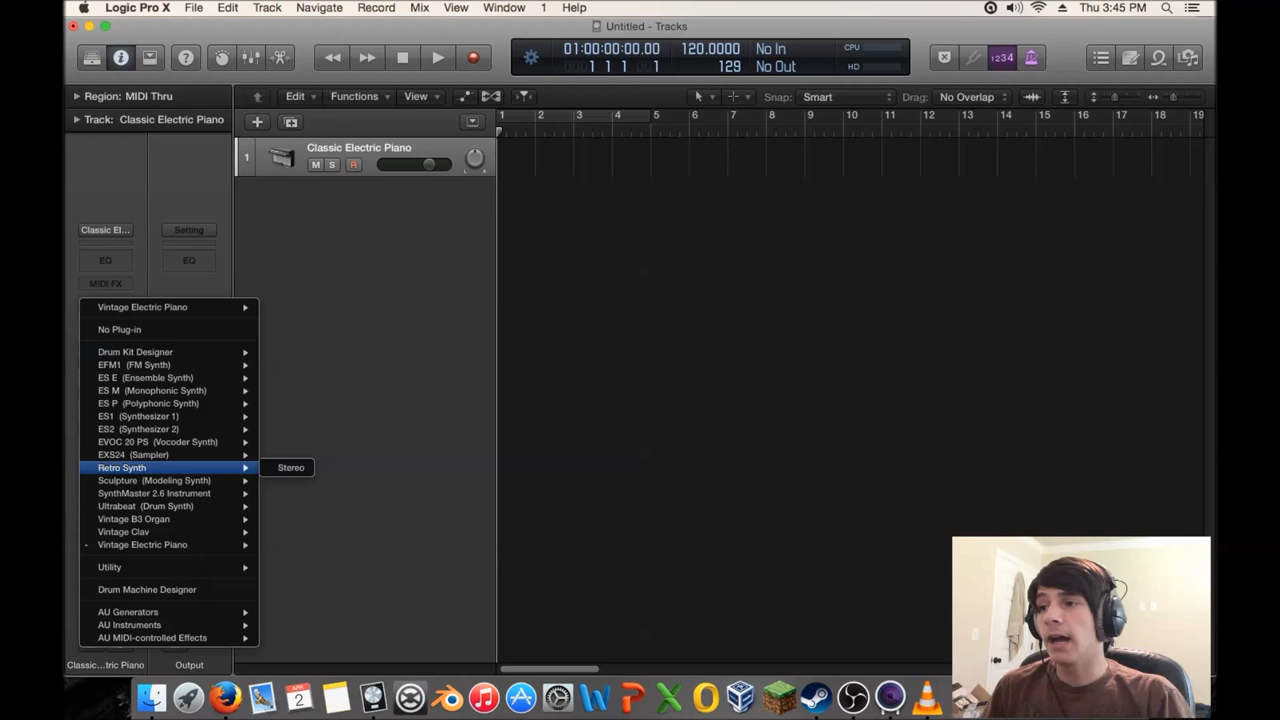 Logic Pro X File Edit Track Navigate Record Mix View Window 1 Help Thu 3:45 PM
Untitled - Tracks
01:00:00:00.00 120.0000 No In CPU
1 1 1 1 129 No Out HD
1234
Region: MIDI Thru Edit Functions View Snap: Smart Drag: No Overlap
Track: Classic Electric Piano
1 2 3 4 5 6 7 8 9 10 11 12 13 14 15 16 17 18 19
1 Classic Electric Piano
M S R
L R
Classic El... Setting
EQ EQ
MIDI FX
Vintage Electric Piano
No Plug-in
Drum Kit Designer
EFM1 (FM Synth)
ES E (Ensemble Synth)
ES M (Monophonic Synth)
ES P (Polyphonic Synth)
ES1 (Synthesizer 1)
ES2 (Synthesizer 2)
EVOC 20 PS (Vocoder Synth)
EXS24 (Sampler)
Retro Synth Stereo
Sculpture (Modeling Synth)
SynthMaster 2.6 Instrument
Ultrabeat (Drum Synth)
Vintage B3 Organ
Vintage Clav
- Vintage Electric Piano
Utility
Drum Machine Designer
AU Generators
AU Instruments
AU MIDI-controlled Effects
Classic...tric Piano Output
APR
2